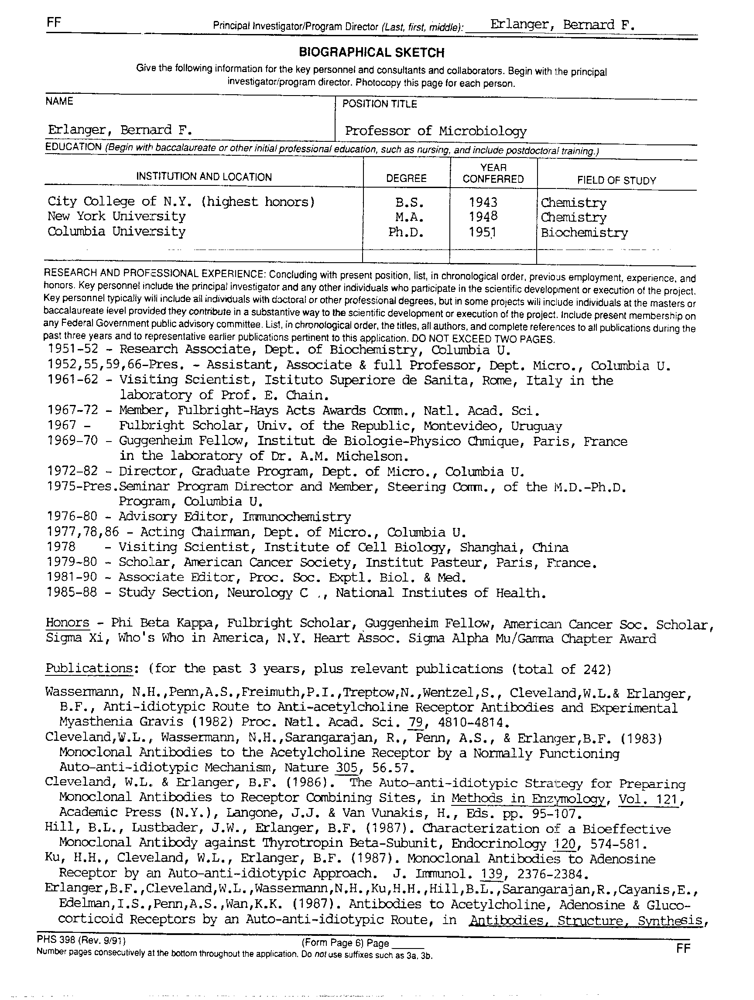 FF
Principal Investigator/Program Director (Last, first, middle): Erlanger, Bernard F.
BIOGRAPHICAL SKETCH
Give the following information for the key personnel and consultants and collaborators. Begin with the principal
investigator/program director. Photocopy this page for each person.
NAME
POSITION TITLE
Erlanger, Bernard F.
Professor of Microbiology
EDUCATION (Begin with baccalaureate or other initial professional education, such as nursing, and include postdoctoral training.)
INSTITUTION AND LOCATION DEGREE YEAR CONFERRED FIELD OF STUDY
City College of N.Y. (highest honors) B.S. 1943 Chemistry
New York University M.A. 1948 Chemistry
Columbia University Ph.D. 1951 Biochemistry
RESEARCH AND PROFESSIONAL EXPERIENCE: Concluding with present position, list, in chronological order, previous employment, experience, and
honors. Key personnel include the principal investigator and any other individuals who participate in the scientific development or execution of the project.
Key personnel typically will include all individuals with doctoral or other professional degrees, but in some projects will include individuals at the masters or
baccalaureate level provided they contribute in a substantive way to the scientific development or execution of the project. Include present membership on
any Federal Government public advisory committee. List, in chronological order, the titles, all authors, and complete references to all publications during the
past three years and to representative earlier publications pertinent to this application. DO NOT EXCEED TWO PAGES.
1951-52 - Research Associate, Dept. of Biochemistry, Columbia U.
1952,55,59,66-Pres. - Assistant, Associate & full Professor, Dept. Micro., Columbia U.
1961-62 - Visiting Scientist, Istituto Superiore de Sanita, Rome, Italy in the
laboratory of Prof. E. Chain.
1967-72 - Member, Fulbright-Hays Acts Awards Comm., Natl. Acad. Sci.
1967 - Fulbright Scholar, Univ. of the Republic, Montevideo, Uruguay
1969-70 - Guggenheim Fellow, Institut de Biologie-Physico Chmique, Paris, France
in the laboratory of Dr. A.M. Michelson.
1972-82 - Director, Graduate Program, Dept. of Micro., Columbia U.
1975-Pres.Seminar Program Director and Member, Steering Comm., of the M.D.-Ph.D.
Program, Columbia U.
1976-80 - Advisory Editor, Immunochemistry
1977,78,86 - Acting Chairman, Dept. of Micro., Columbia U.
1978 - Visiting Scientist, Institute of Cell Biology, Shanghai, China
1979-80 - Scholar, American Cancer Society, Institut Pasteur, Paris, France.
1981-90 - Associate Editor, Proc. Soc. Exptl. Biol. & Med.
1985-88 - Study Section, Neurology C ., National Instiutes of Health.
Honors - Phi Beta Kappa, Fulbright Scholar, Guggenheim Fellow, American Cancer Soc. Scholar,
Sigma Xi, Who's Who in America, N.Y. Heart Assoc. Sigma Alpha Mu/Gamma Chapter Award
Publications: (for the past 3 years, plus relevant publications (total of 242)
Wassermann, N.H.,Penn,A.S.,Freimuth,P.I.,Treptow,N.,Wentzel,S., Cleveland,W.L.& Erlanger,
B.F., Anti-idiotypic Route to Anti-acetylcholine Receptor Antibodies and Experimental
Myasthenia Gravis (1982) Proc. Natl. Acad. Sci. 79, 4810-4814.
Cleveland,W.L., Wassermann, N.H.,Sarangarajan, R., Penn, A.S., & Erlanger,B.F. (1983)
Monoclonal Antibodies to the Acetylcholine Receptor by a Normally Functioning
Auto-anti-idiotypic Mechanism, Nature 305, 56.57.
Cleveland, W.L. & Erlanger, B.F. (1986). The Auto-anti-idiotypic Strategy for Preparing
Monoclonal Antibodies to Receptor Combining Sites, in Methods in Enzymology, Vol. 121,
Academic Press (N.Y.), Langone, J.J. & Van Vunakis, H., Eds. pp. 95-107.
Hill, B.L., Lustbader, J.W., Erlanger, B.F. (1987). Characterization of a Bioeffective
Monoclonal Antibody against Thyrotropin Beta-Subunit, Endocrinology 120, 574-581.
Ku, H.H., Cleveland, W.L., Erlanger, B.F. (1987). Monoclonal Antibodies to Adenosine
Receptor by an Auto-anti-idiotypic Approach. J. Immunol. 139, 2376-2384.
Erlanger,B.F.,Cleveland,W.L.,Wassermann,N.H.,Ku,H.H.,Hill,B.L.,Sarangarajan,R.,Cayanis,E.,
Edelman,I.S.,Penn,A.S.,Wan,K.K. (1987). Antibodies to Acetylcholine, Adenosine & Gluco-
corticoid Receptors by an Auto-anti-idiotypic Route, in Antibodies, Structure, Synthesis,
PHS 398 (Rev. 9/91) (Form Page 6) Page FF
Number pages consecutively at the bottom throughout the application. Do not use suffixes such as 3a, 3b.